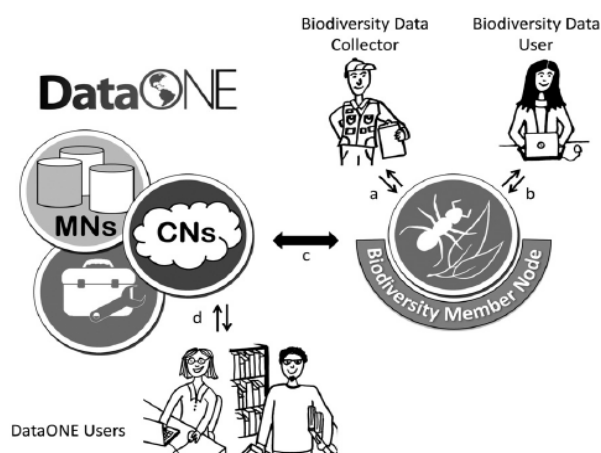 Biodiversity Data
Collector
Biodiversity Data
User
DataONE
MNs
CNs
a
b
c
Biodiversity Member Node
d
DataONE Users